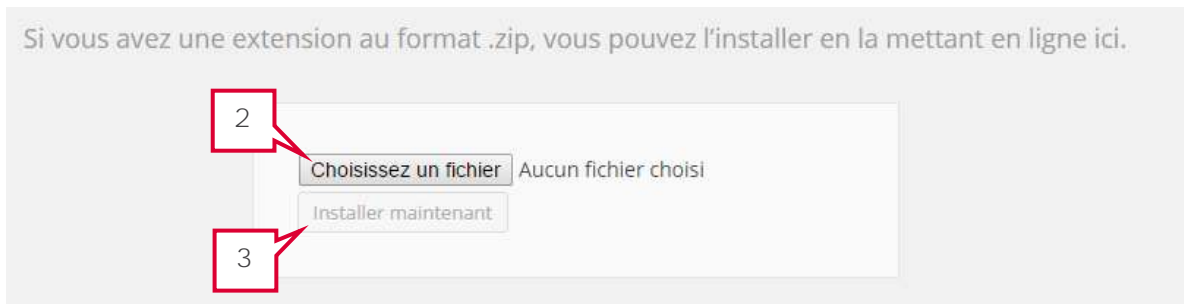 Si vous avez une extension au format .zip, vous pouvez l’installer en la mettant en ligne ici.
2
Choisissez un fichier Aucun fichier choisi
Installer maintenant
3